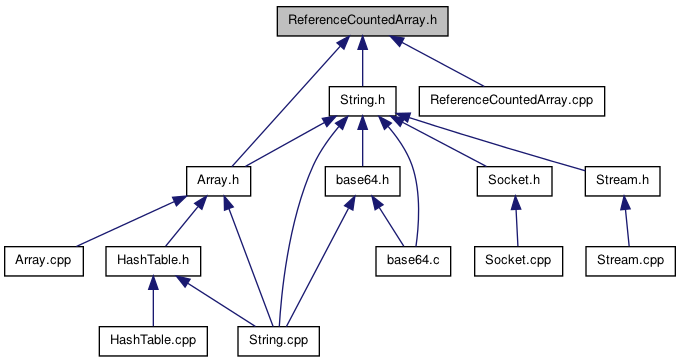 ReferenceCountedArray.h
String.h
ReferenceCountedArray.cpp
Array.h
base64.h
Socket.h
Stream.h
Array.cpp
HashTable.h
base64.c
Socket.cpp
Stream.cpp
HashTable.cpp
String.cpp